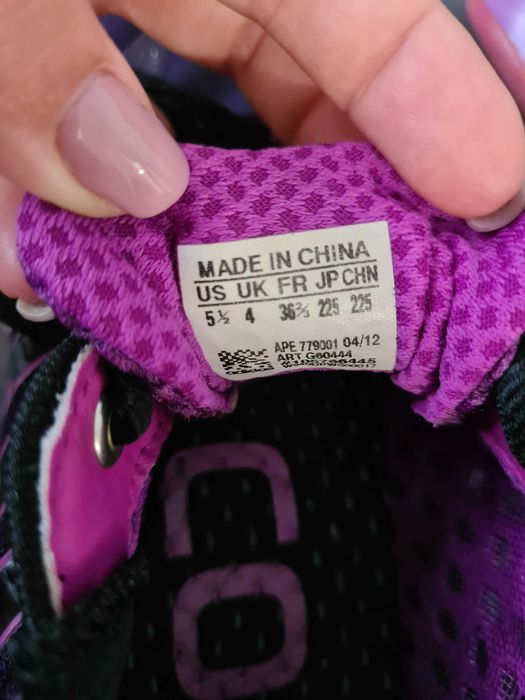 MADE IN CHINA
US UK FR JP CHN
5½ 4 36⅔ 225 225
APE 779001 04/12
ART G60444
CO